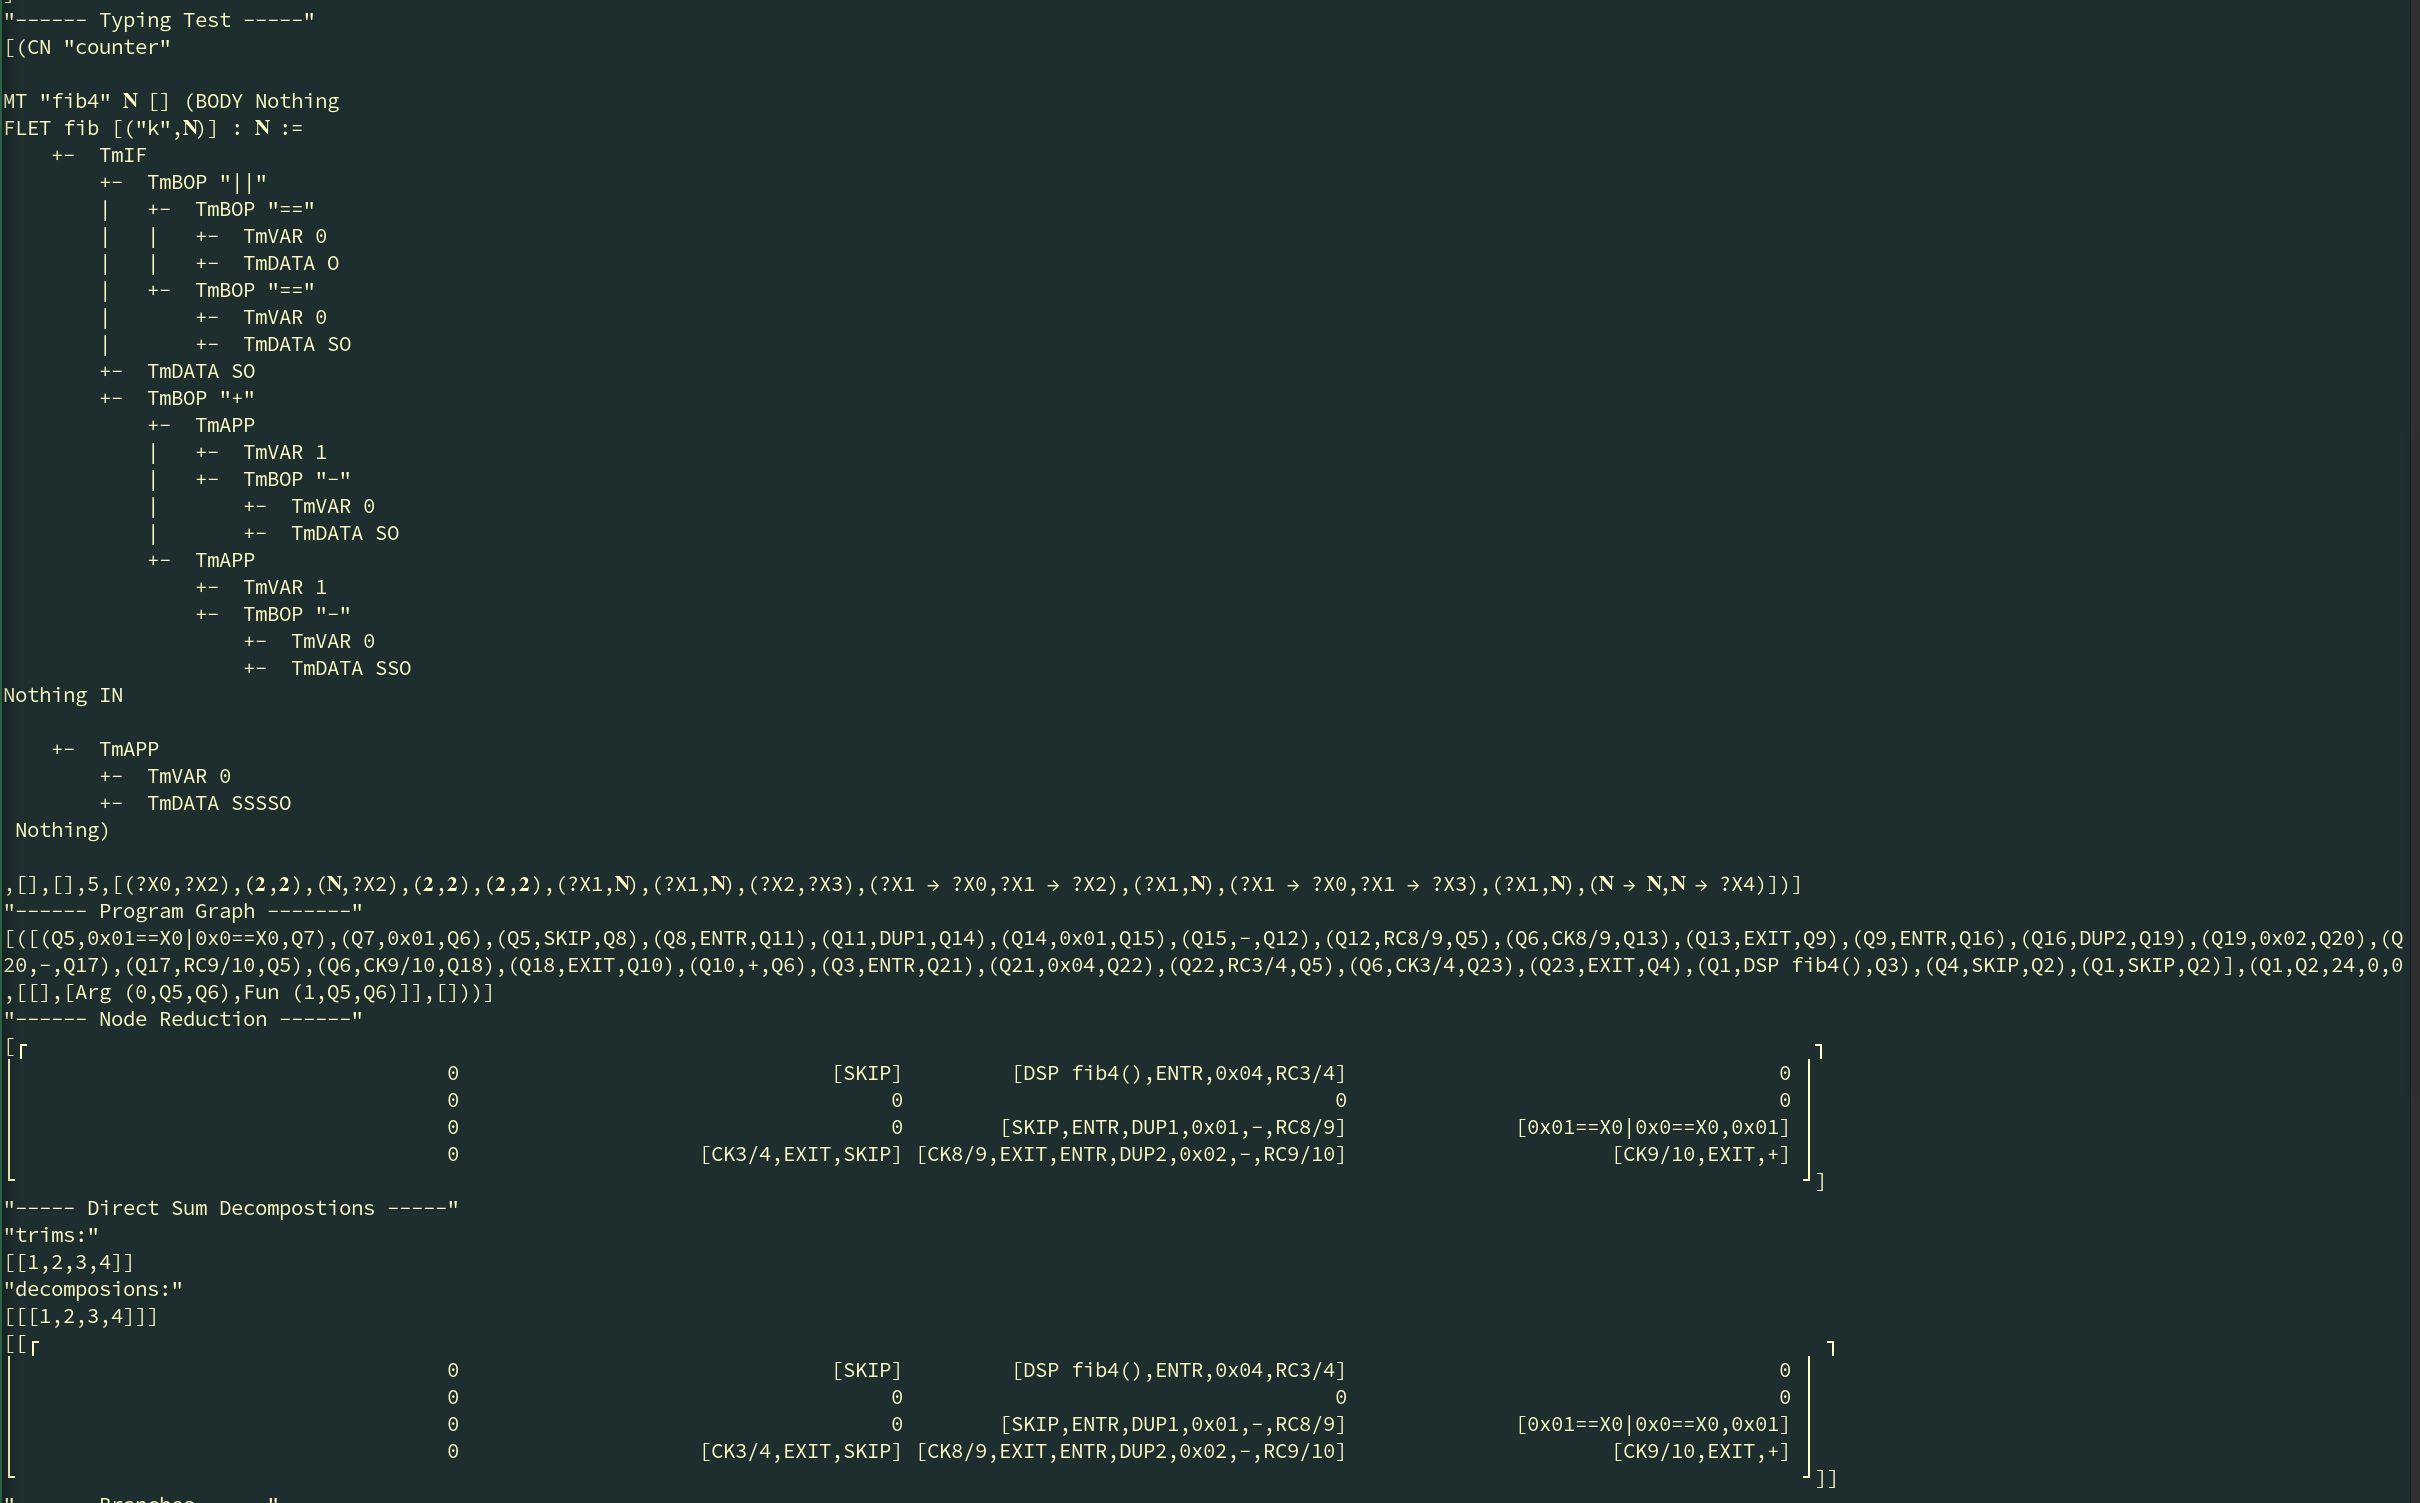 "------ Typing Test -----"
[(CN "counter"
MT "fib4" 𝐍 [] (BODY Nothing
FLET fib [("k",𝐍)] : 𝐍 :=
    +-  TmIF
        +-  TmBOP "||"
        |   +-  TmBOP "=="
        |   |   +-  TmVAR 0
        |   |   +-  TmDATA O
        |   +-  TmBOP "=="
        |       +-  TmVAR 0
        |       +-  TmDATA SO
        +-  TmDATA SO
        +-  TmBOP "+"
            +-  TmAPP
            |   +-  TmVAR 1
            |   +-  TmBOP "-"
            |       +-  TmVAR 0
            |       +-  TmDATA SO
            +-  TmAPP
                +-  TmVAR 1
                +-  TmBOP "-"
                    +-  TmVAR 0
                    +-  TmDATA SSO
Nothing IN
    +-  TmAPP
        +-  TmVAR 0
        +-  TmDATA SSSSO
 Nothing)
,[],[],5,[(?X0,?X2),(𝟐,𝟐),(𝐍,?X2),(𝟐,𝟐),(𝟐,𝟐),(?X1,𝐍),(?X1,𝐍),(?X2,?X3),(?X1 → ?X0,?X1 → ?X2),(?X1,𝐍),(?X1 → ?X0,?X1 → ?X3),(?X1,𝐍),(𝐍 → 𝐍,𝐍 → ?X4)])]
"------ Program Graph -------"
[([(Q5,0x01==X0|0x0==X0,Q7),(Q7,0x01,Q6),(Q5,SKIP,Q8),(Q8,ENTR,Q11),(Q11,DUP1,Q14),(Q14,0x01,Q15),(Q15,-,Q12),(Q12,RC8/9,Q5),(Q6,CK8/9,Q13),(Q13,EXIT,Q9),(Q9,ENTR,Q16),(Q16,DUP2,Q19),(Q19,0x02,Q20),(Q
20,-,Q17),(Q17,RC9/10,Q5),(Q6,CK9/10,Q18),(Q18,EXIT,Q10),(Q10,+,Q6),(Q3,ENTR,Q21),(Q21,0x04,Q22),(Q22,RC3/4,Q5),(Q6,CK3/4,Q23),(Q23,EXIT,Q4),(Q1,DSP fib4(),Q3),(Q4,SKIP,Q2),(Q1,SKIP,Q2)],(Q1,Q2,24,0,0
,[[],[Arg (0,Q5,Q6),Fun (1,Q5,Q6)]],[]))]
"------ Node Reduction ------"
[┌ ┐
│ 0 [SKIP] [DSP fib4(),ENTR,0x04,RC3/4] 0 │
│ 0 0 0 0 │
│ 0 0 [SKIP,ENTR,DUP1,0x01,-,RC8/9] [0x01==X0|0x0==X0,0x01] │
│ 0 [CK3/4,EXIT,SKIP] [CK8/9,EXIT,ENTR,DUP2,0x02,-,RC9/10] [CK9/10,EXIT,+] │
└ ┘]
"----- Direct Sum Decompostions -----"
"trims:"
[[1,2,3,4]]
"decomposions:"
[[[1,2,3,4]]]
[[┌ ┐
│ 0 [SKIP] [DSP fib4(),ENTR,0x04,RC3/4] 0 │
│ 0 0 0 0 │
│ 0 0 [SKIP,ENTR,DUP1,0x01,-,RC8/9] [0x01==X0|0x0==X0,0x01] │
│ 0 [CK3/4,EXIT,SKIP] [CK8/9,EXIT,ENTR,DUP2,0x02,-,RC9/10] [CK9/10,EXIT,+] │
└ ┘]]